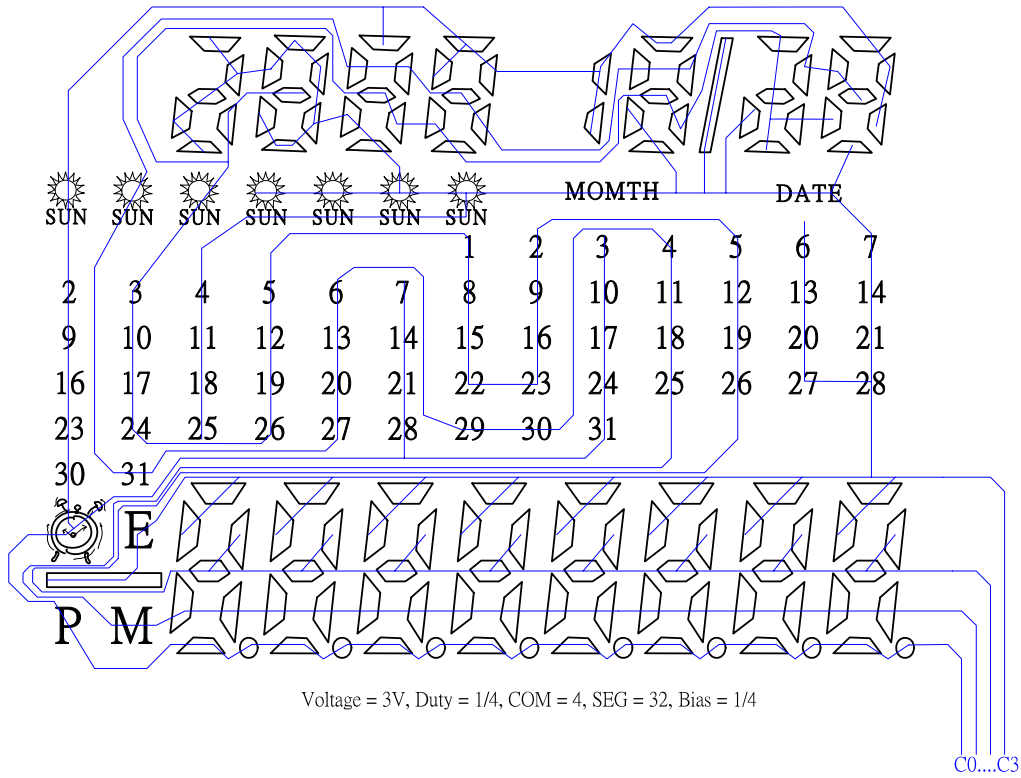 SUN SUN SUN SUN SUN SUN SUN MOMTH DATE
1 2 3 4 5 6 7
2 3 4 5 6 7 8 9 10 11 12 13 14
9 10 11 12 13 14 15 16 17 18 19 20 21
16 17 18 19 20 21 22 23 24 25 26 27 28
23 24 25 26 27 28 29 30 31
30 31
E
P M
Voltage = 3V, Duty = 1/4, COM = 4, SEG = 32, Bias = 1/4
C0....C3